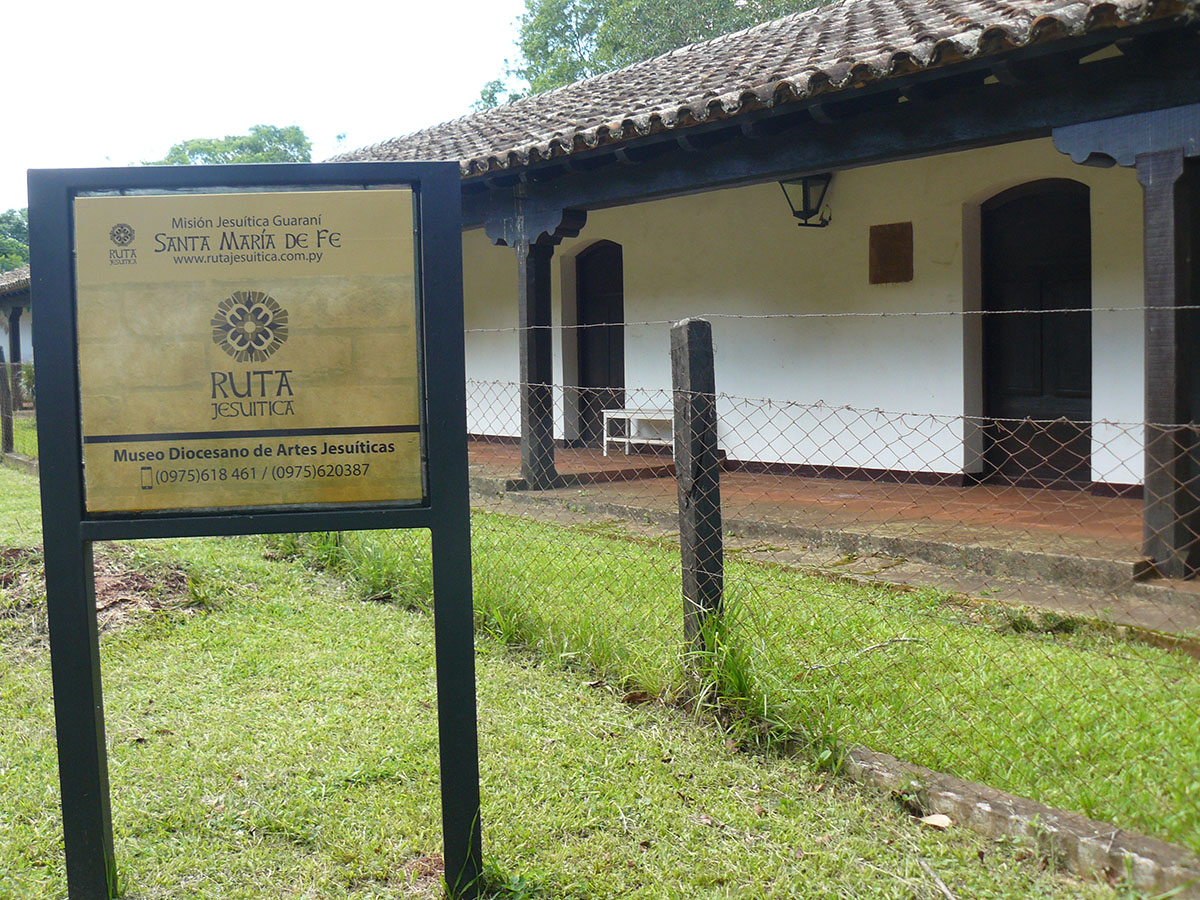 Misión Jesuítica Guaraní
Santa María de Fe
www.rutajesuitica.com.py
RUTA
JESUITICA
RUTA
JESUITICA
Museo Diocesano de Artes Jesuíticas
(0975)618 461 / (0975)620387